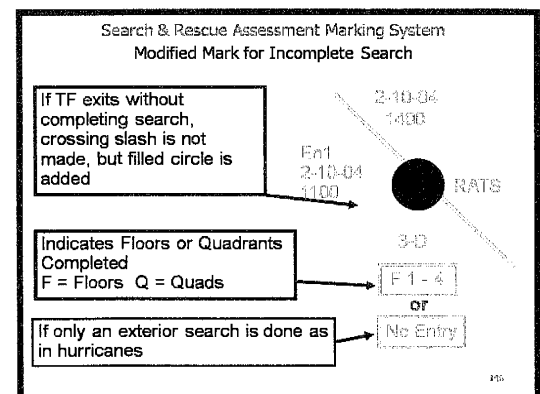 Search & Rescue Assessment Marking System
Modified Mark for Incomplete Search
If TF exits without
completing search,
crossing slash is not
made, but filled circle is
added
2-10-04
1400
En1
2-10-04
1100
RATS
3-D
Indicates Floors or Quadrants
Completed
F = Floors Q = Quads
F 1 - 4
or
If only an exterior search is done as
in hurricanes
No Entry